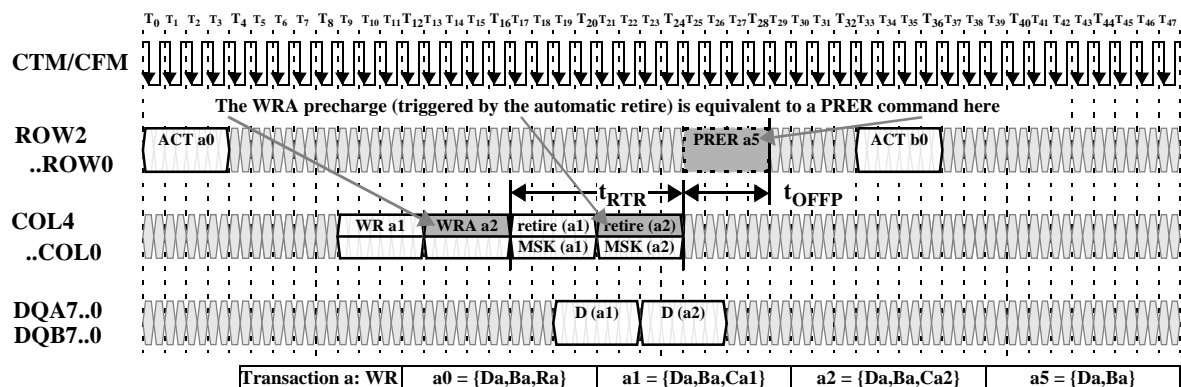 T0 T1 T2 T3 T4 T5 T6 T7 T8 T9 T10 T11 T12 T13 T14 T15 T16 T17 T18 T19 T20 T21 T22 T23 T24 T25 T26 T27 T28 T29 T30 T31 T32 T33 T34 T35 T36 T37 T38 T39 T40 T41 T42 T43 T44 T45 T46 T47
CTM/CFM
The WRA precharge (triggered by the automatic retire) is equivalent to a PRER command here
ROW2 ACT a0 PRER a5 ACT b0
..ROW0
tRTR tOFFP
COL4 WR a1 WRA a2 retire (a1) retire (a2)
..COL0 MSK (a1) MSK (a2)
DQA7..0 D (a1) D (a2)
DQB7..0
Transaction a: WR a0 = {Da,Ba,Ra} a1 = {Da,Ba,Ca1} a2 = {Da,Ba,Ca2} a5 = {Da,Ba}